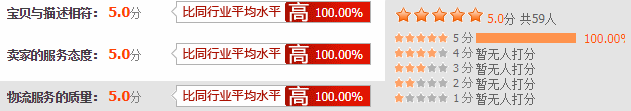 宝贝与描述相符： 5.0分 比同行业平均水平 高 100.00%
卖家的服务态度： 5.0分 比同行业平均水平 高 100.00%
物流服务的质量： 5.0分 比同行业平均水平 高 100.00%
5.0分 共59人
5分 100.00%
4分 暂无人打分
3分 暂无人打分
2分 暂无人打分
1分 暂无人打分